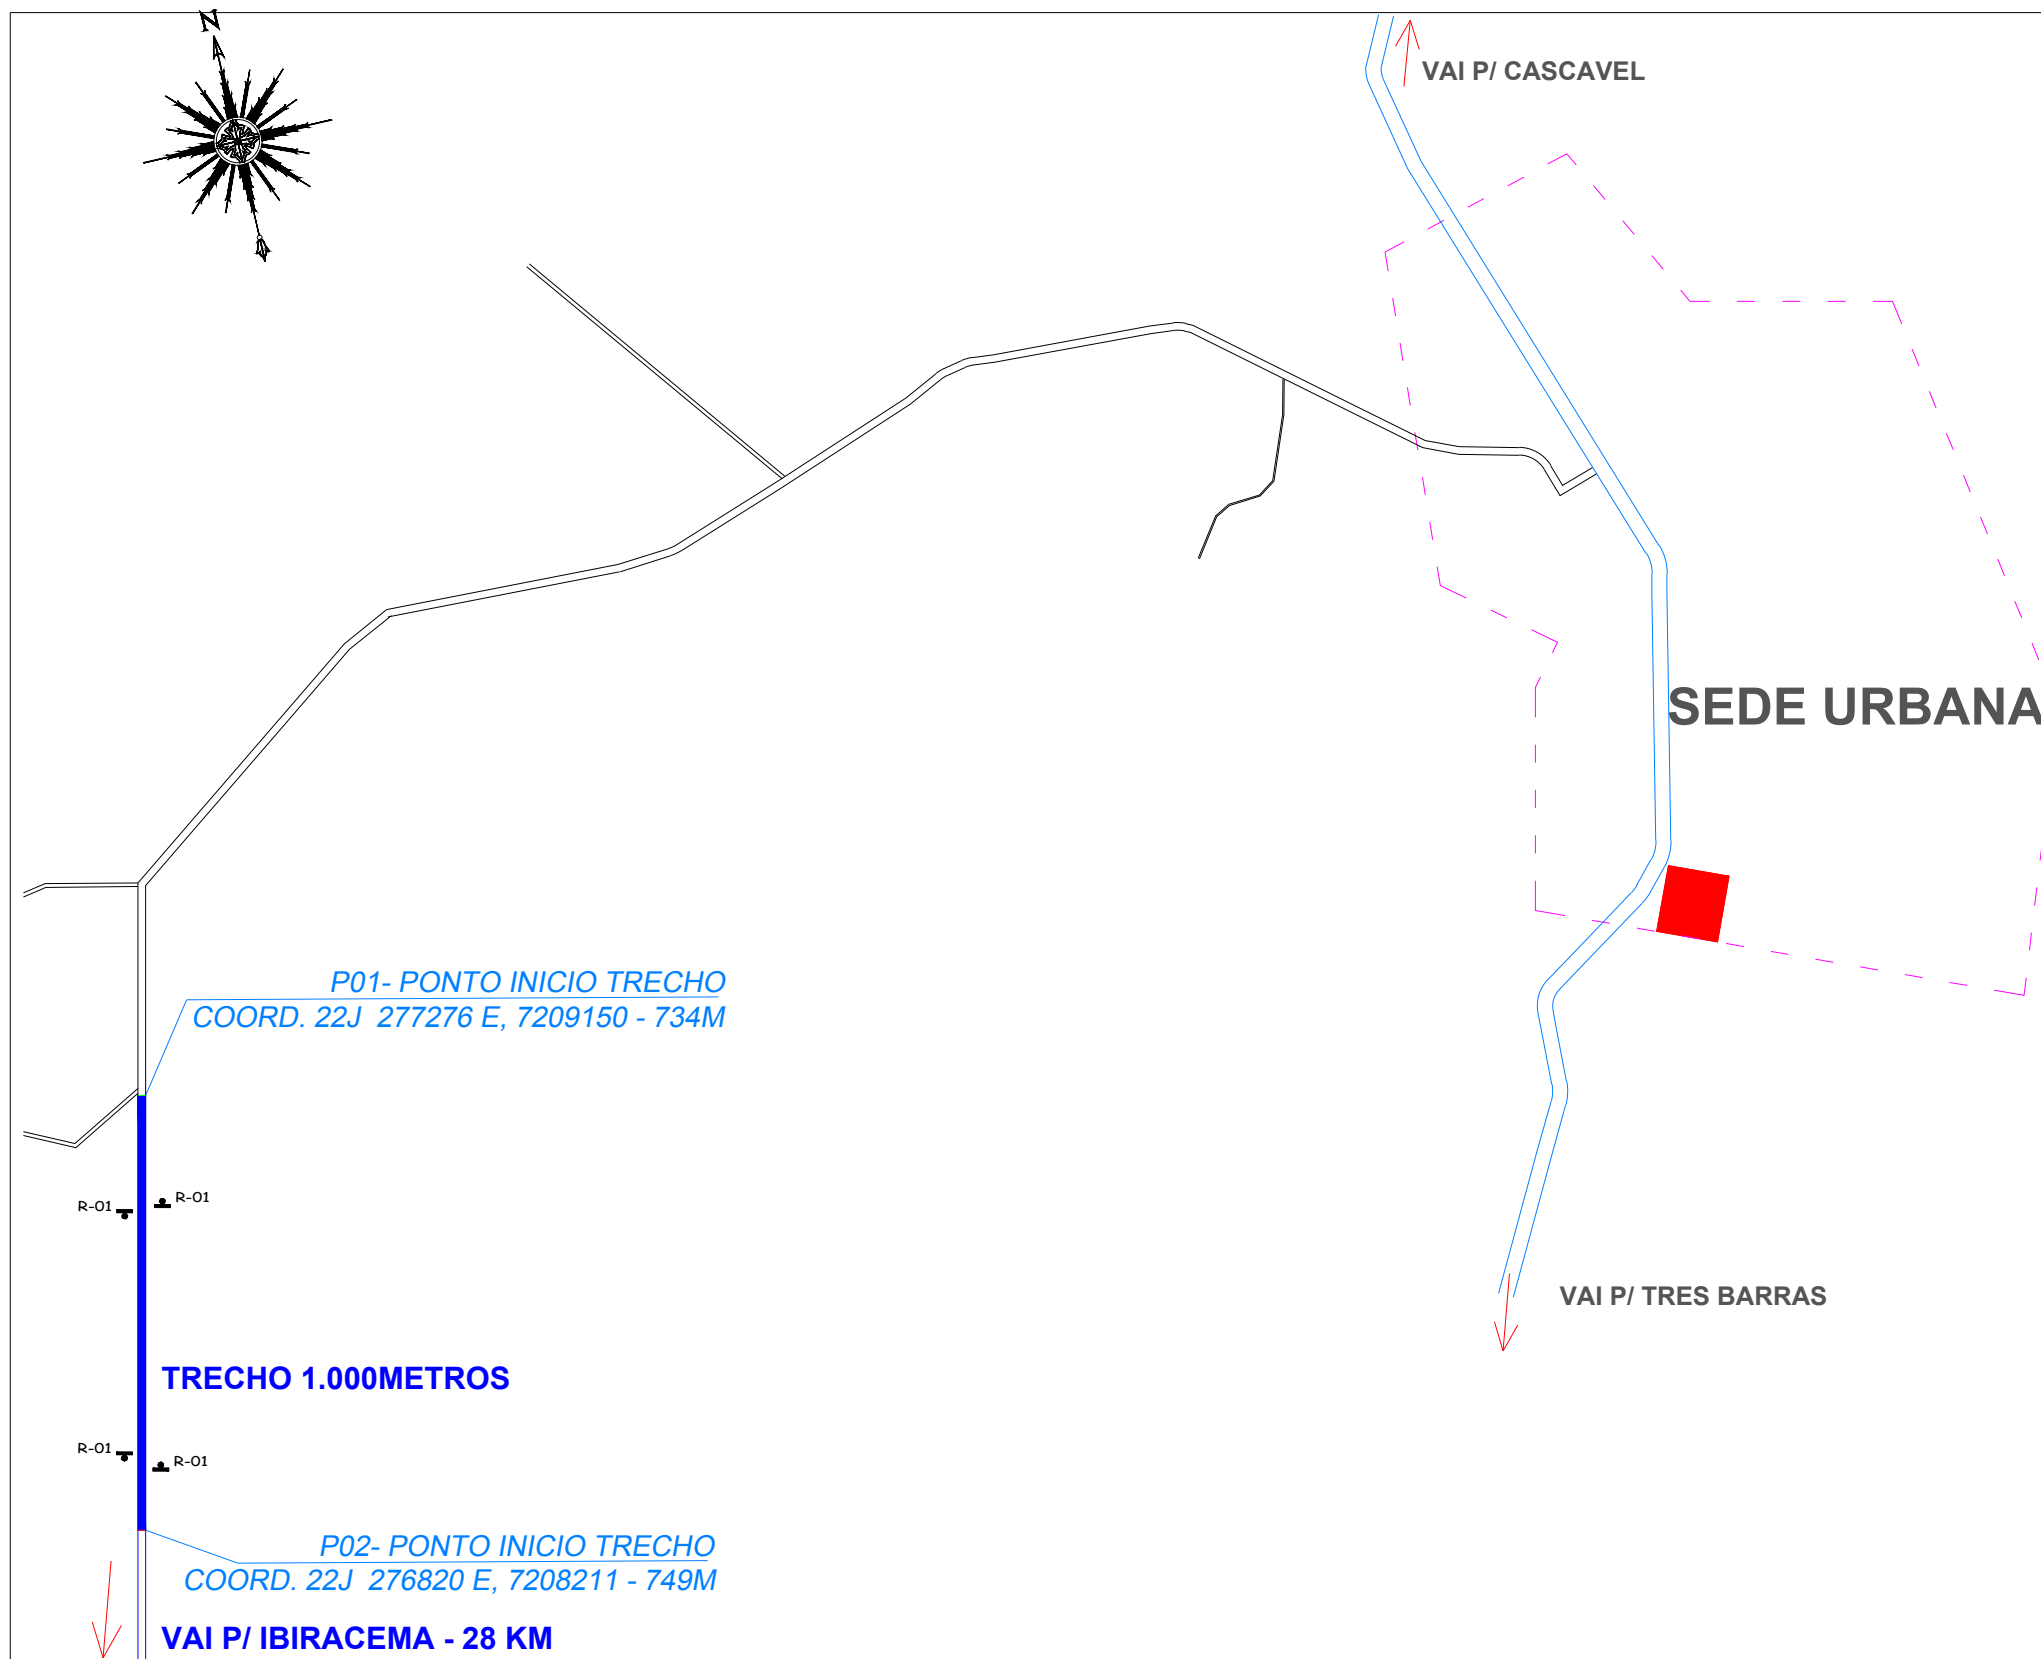 N
VAI P/ CASCAVEL
SEDE URBANA
P01- PONTO INICIO TRECHO
COORD. 22J 277276 E, 7209150 - 734M
R-01
R-01
VAI P/ TRES BARRAS
TRECHO 1.000METROS
R-01
R-01
P02- PONTO INICIO TRECHO
COORD. 22J 276820 E, 7208211 - 749M
VAI P/ IBIRACEMA - 28 KM